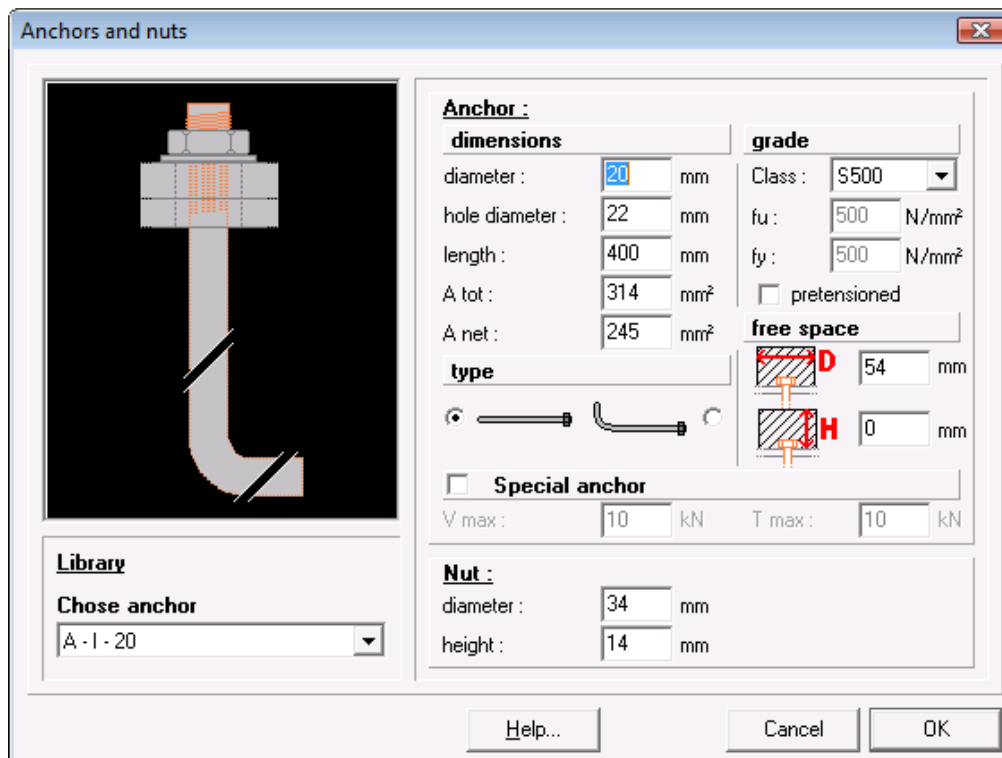 Anchors and nuts
Anchor :
dimensions grade
diameter : 20 mm Class : S500
hole diameter : 22 mm fu : 500 N/mm²
length : 400 mm fy : 500 N/mm²
A tot : 314 mm² pretensioned
A net : 245 mm² free space
type D 54 mm
H 0 mm
Special anchor
V max : 10 kN T max : 10 kN
Library
Chose anchor
A - I - 20
Nut :
diameter : 34 mm
height : 14 mm
Help... Cancel OK